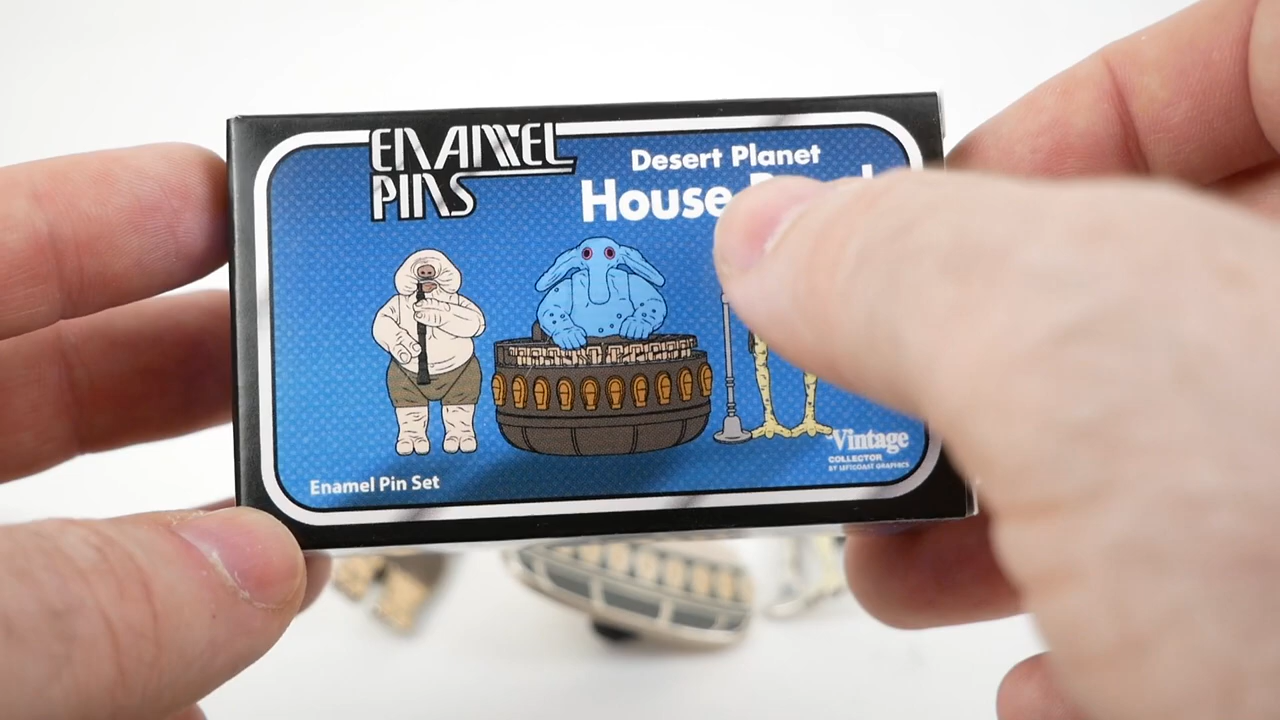 ENAMEL
PINS
Desert Planet
House
Enamel Pin Set
Vintage
COLLECTOR
BY LEFTCOAST GRAPHICS